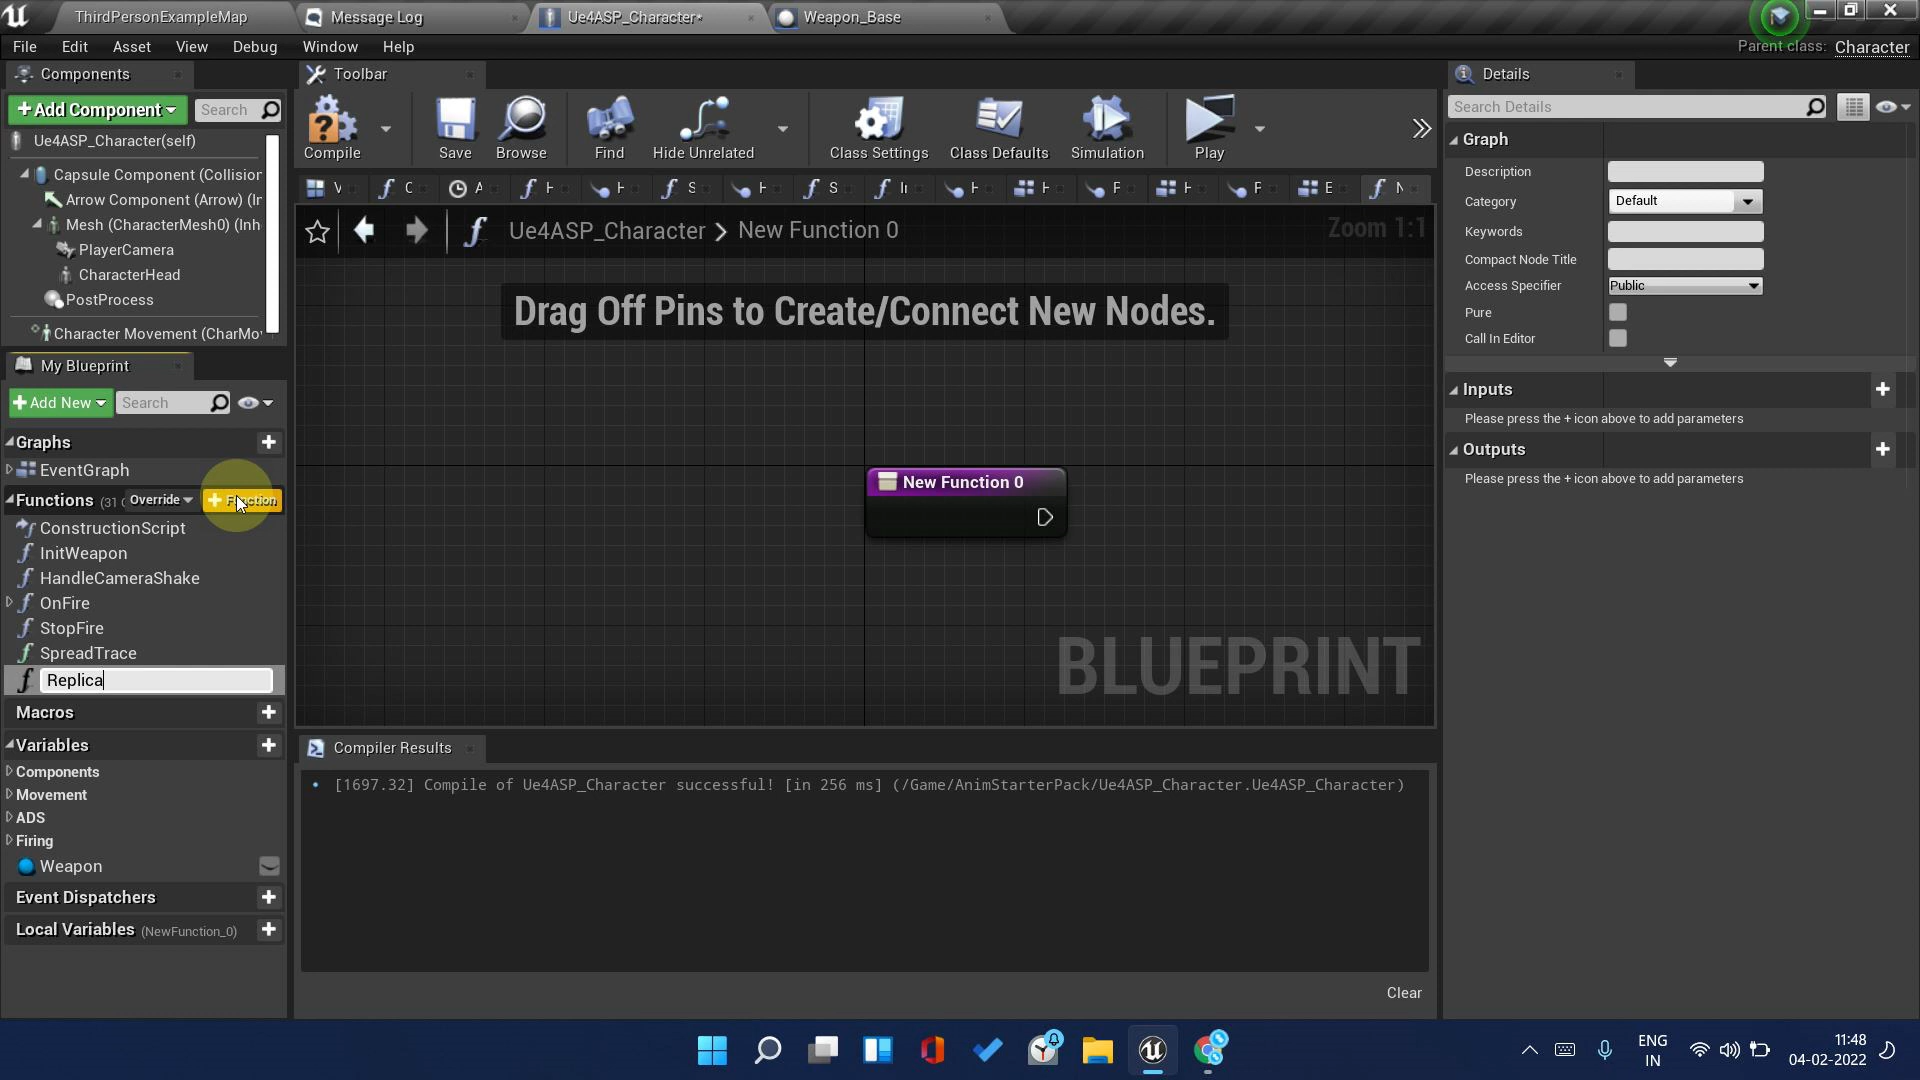 ThirdPersonExampleMap
Message Log
Ue4ASP_Character*
Weapon_Base
File Edit Asset View Debug Window Help
Parent class: Character
Components
Toolbar
Details
Add Component
Search
Compile
Save
Browse
Find
Hide Unrelated
Class Settings
Class Defaults
Simulation
Play
Search Details
Ue4ASP_Character(self)
Capsule Component (Collision
Arrow Component (Arrow) (Ir
Mesh (CharacterMesh0) (Inh
PlayerCamera
CharacterHead
PostProcess
Character Movement (CharMo
Ue4ASP_Character > New Function 0
Zoom 1:1
Drag Off Pins to Create/Connect New Nodes.
New Function 0
BLUEPRINT
Graph
Description
Category
Default
Keywords
Compact Node Title
Access Specifier
Public
Pure
Call In Editor
Inputs
Please press the + icon above to add parameters
Outputs
Please press the + icon above to add parameters
My Blueprint
Add New
Search
Graphs
EventGraph
Functions (31
Override
Function
ConstructionScript
InitWeapon
HandleCameraShake
OnFire
StopFire
SpreadTrace
Replica
Macros
Variables
Components
Movement
ADS
Firing
Weapon
Event Dispatchers
Local Variables (NewFunction_0)
Compiler Results
[1697.32] Compile of Ue4ASP_Character successful! [in 256 ms] (/Game/AnimStarterPack/Ue4ASP_Character.Ue4ASP_Character)
Clear
ENG
IN
11:48
04-02-2022